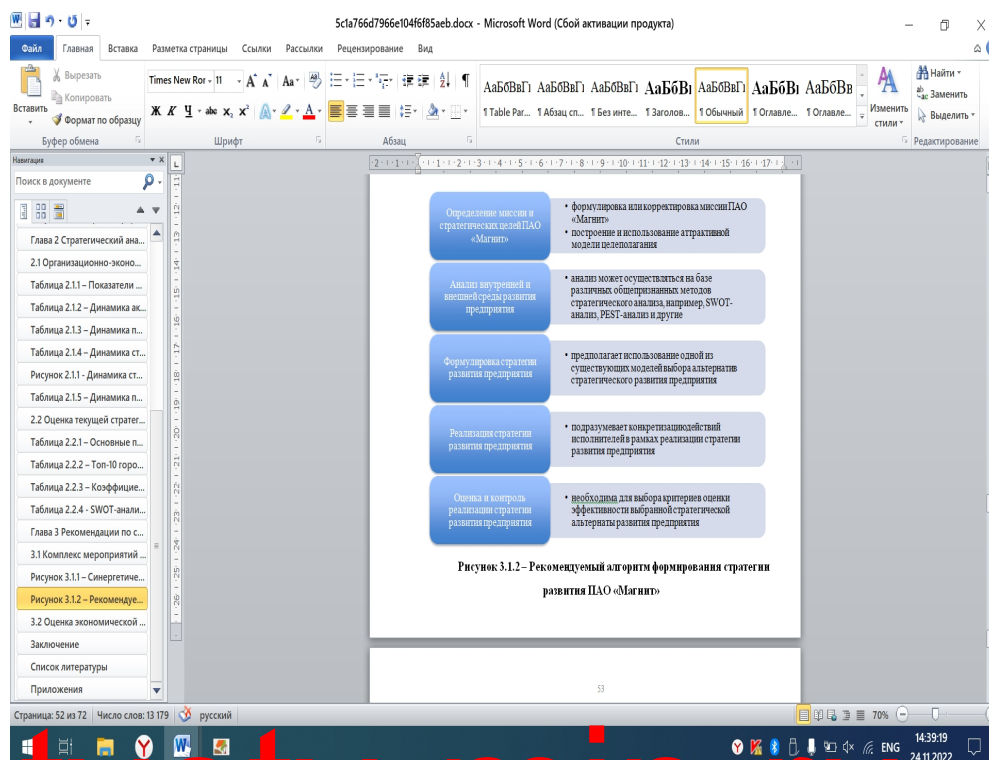 5c1a766d7966e104f6f85aeb.docx - Microsoft Word (Сбой активации продукта)
Файл Главная Вставка Разметка страницы Ссылки Рассылки Рецензирование Вид
Вставить
Вырезать
Копировать
Формат по образцу
Буфер обмена
Times New Ror 11
Ж К Ч abc x₂ x²
Шрифт
Абзац
АаБбВвГг АаБбВвГг АаБбВвГг АаБбВ АаБбВвГг АаБбВв АаБбВв
¶ Table Par... ¶ Абзац сп... ¶ Без инте... ¶ Заголов... ¶ Обычный ¶ Оглавле... ¶ Оглавле...
Изменить стили
Стили
Найти
Заменить
Выделить
Редактирование
Навигация
Поиск в документе
Глава 2 Стратегический ана...
2.1 Организационно-эконо...
Таблица 2.1.1 – Показатели ...
Таблица 2.1.2 – Динамика ак...
Таблица 2.1.3 – Динамика п...
Таблица 2.1.4 – Динамика ст...
Рисунок 2.1.1 - Динамика ст...
Таблица 2.1.5 – Динамика п...
2.2 Оценка текущей стратег...
Таблица 2.2.1 – Основные п...
Таблица 2.2.2 – Топ-10 горо...
Таблица 2.2.3 – Коэффицие...
Таблица 2.2.4 - SWOT-анали...
Глава 3 Рекомендации по с...
3.1 Комплекс мероприятий ...
Рисунок 3.1.1 – Синергетиче...
Рисунок 3.1.2 – Рекомендуе...
3.2 Оценка экономической ...
Заключение
Список литературы
Приложения
Определение миссии и
стратегических целей ПАО
«Магнит»
• формулировка или корректировка миссии ПАО
«Магнит»
• построение и использование аттрактивной
модели целеполагания
Анализ внутренней и
внешней среды развития
предприятия
• анализ может осуществляться на базе
различных общепризнанных методов
стратегического анализа, например, SWOT-
анализ, PEST-анализ и другие
Формулировка стратегии
развития предприятия
• предполагает использование одной из
существующих моделей выбора альтернатив
стратегического развития предприятия
Реализация стратегии
развития предприятия
• подразумевает конкретизацию действий
исполнителей в рамках реализации стратегии
развития предприятия
Оценка и контроль
реализации стратегии
развития предприятия
• необходима для выбора критериев оценки
эффективности выбранной стратегической
альтернаты развития предприятия
Рисунок 3.1.2 – Рекомендуемый алгоритм формирования стратегии
развития ПАО «Магнит»
53
Страница: 52 из 72 Число слов: 13 179 русский 70%
ENG 14:39:19
24.11.2022